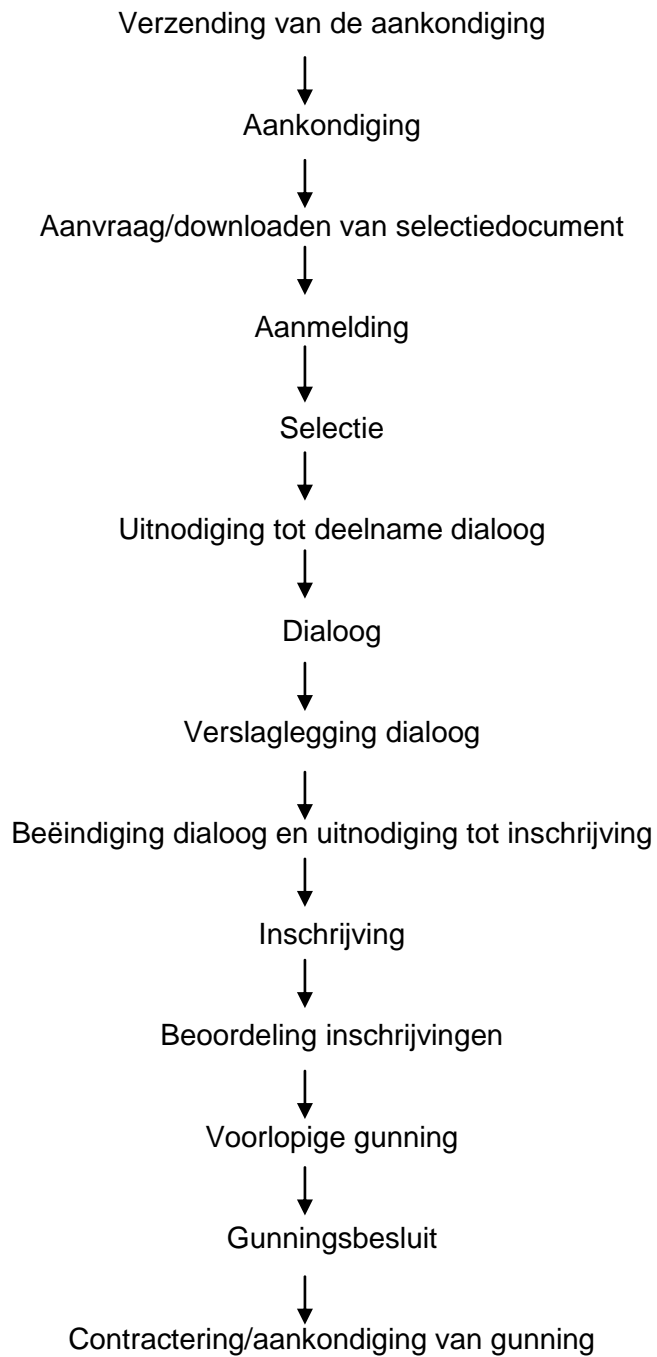 Verzending van de aankondiging
Aankondiging
Aanvraag/downloaden van selectiedocument
Aanmelding
Selectie
Uitnodiging tot deelname dialoog
Dialoog
Verslaglegging dialoog
Beëindiging dialoog en uitnodiging tot inschrijving
Inschrijving
Beoordeling inschrijvingen
Voorlopige gunning
Gunningsbesluit
Contractering/aankondiging van gunning